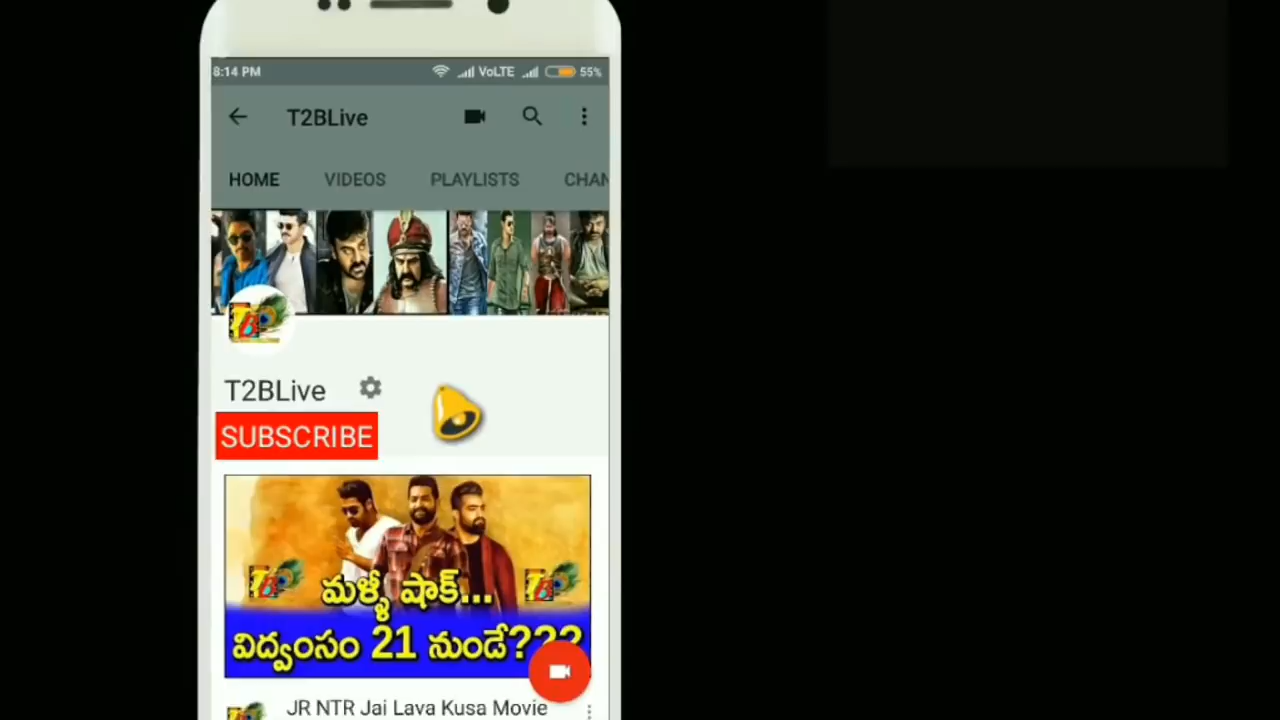 8:14 PM VoLTE 55%
T2BLive
HOME VIDEOS PLAYLISTS CHAN
T2BLive
SUBSCRIBE
మళ్ళీ షాక్...
విద్వంసం 21 నుండే???
JR NTR Jai Lava Kusa Movie